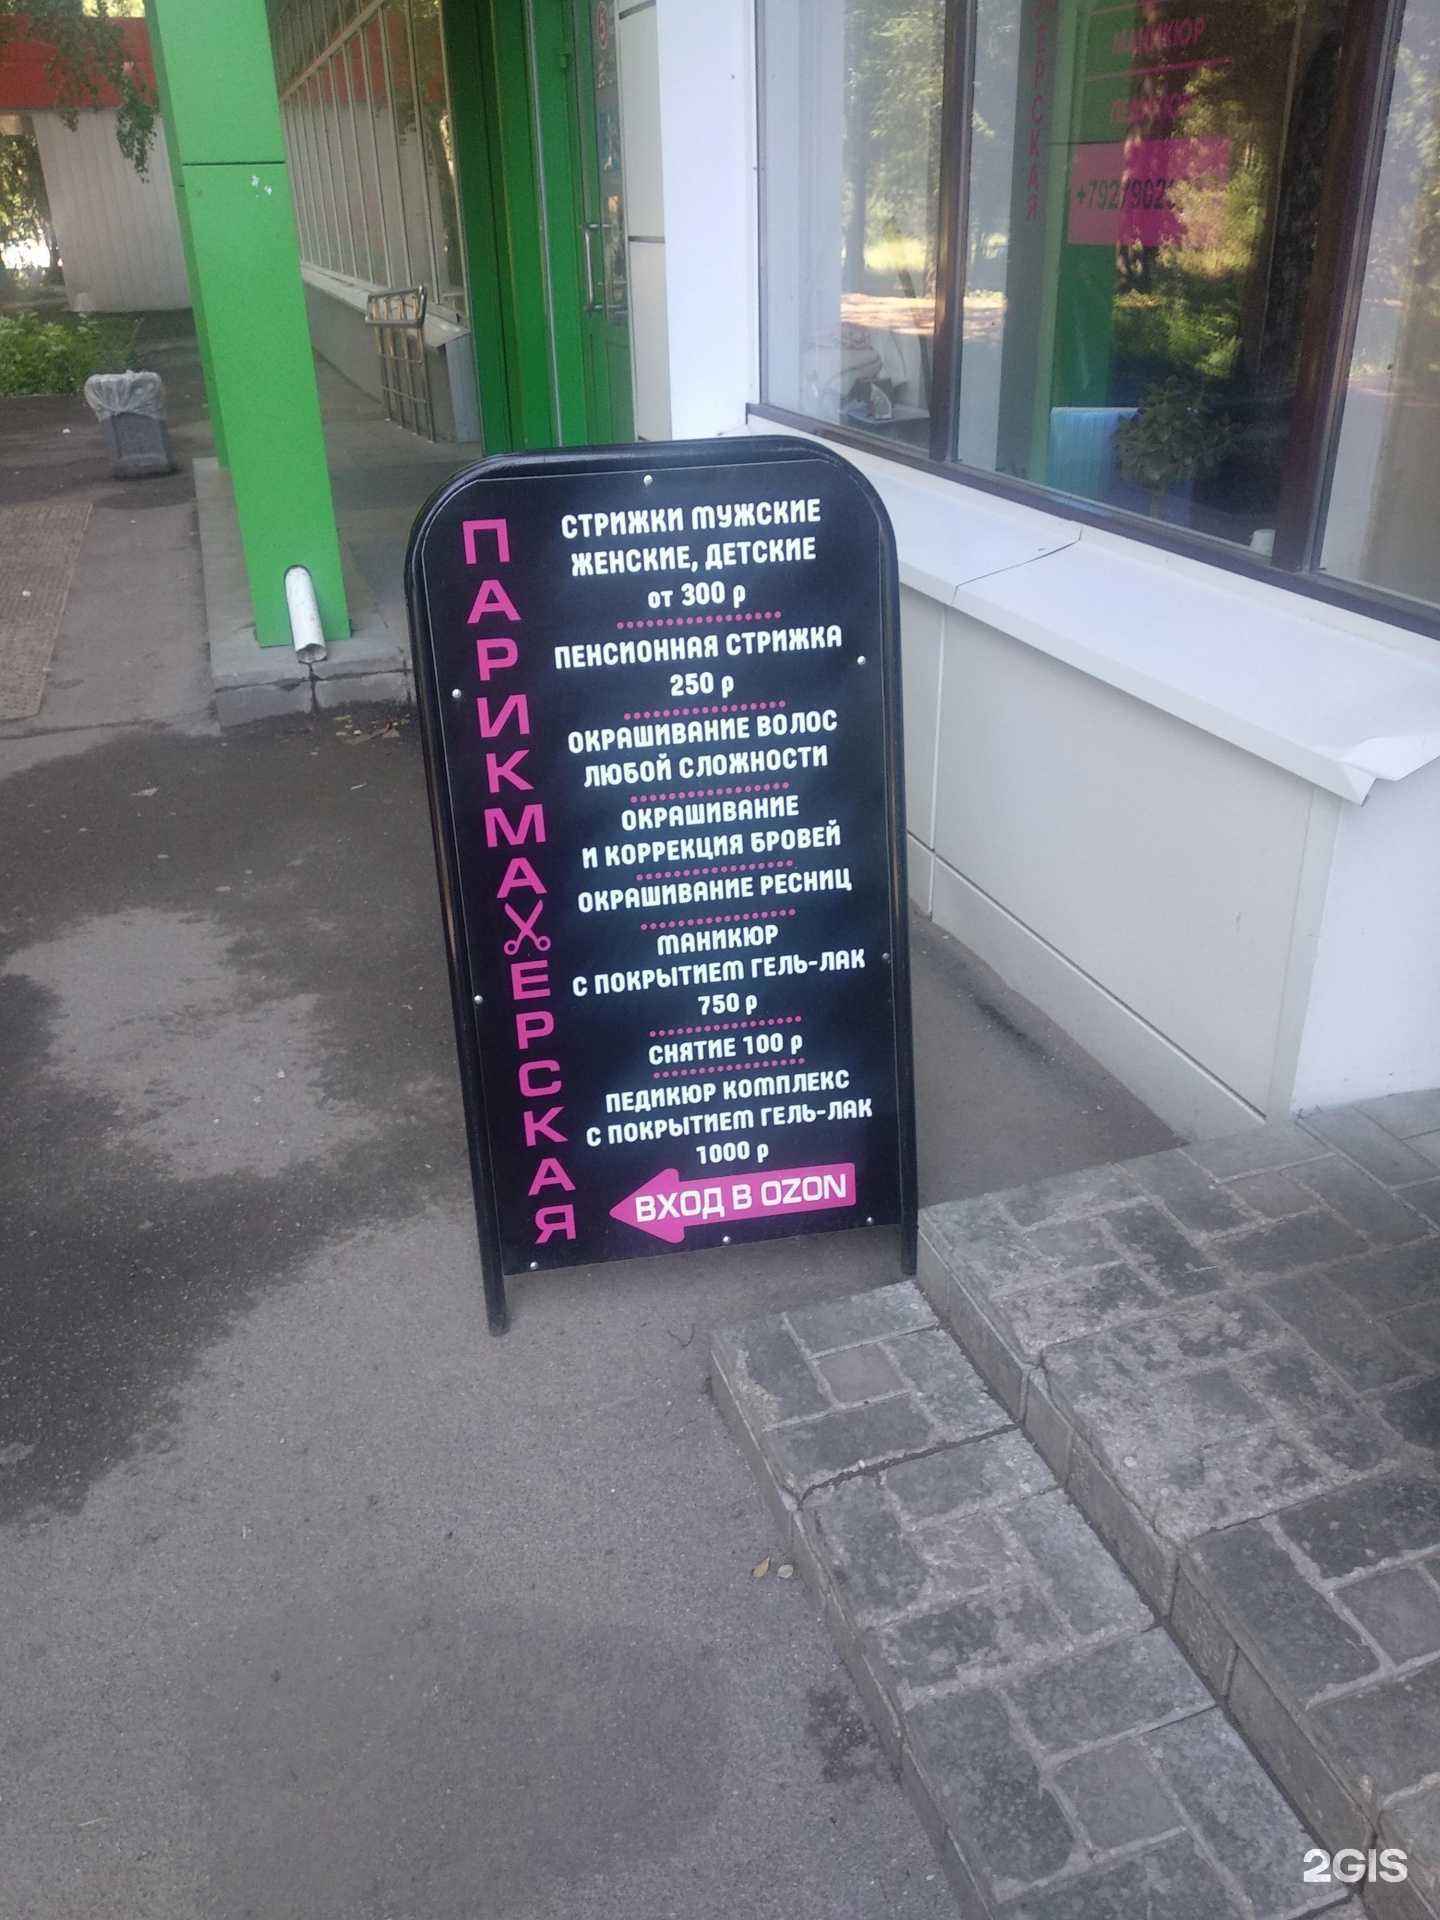 ПАРИКМАХЕРСКАЯ
СТРИЖКИ МУЖСКИЕ
ЖЕНСКИЕ, ДЕТСКИЕ
от 300 р
ПЕНСИОННАЯ СТРИЖКА
250 р
ОКРАШИВАНИЕ ВОЛОС
ЛЮБОЙ СЛОЖНОСТИ
ОКРАШИВАНИЕ
И КОРРЕКЦИЯ БРОВЕЙ
ОКРАШИВАНИЕ РЕСНИЦ
МАНИКЮР
С ПОКРЫТИЕМ ГЕЛЬ-ЛАК
750 р
СНЯТИЕ 100 р
ПЕДИКЮР КОМПЛЕКС
С ПОКРЫТИЕМ ГЕЛЬ-ЛАК
1000 р
ВХОД В OZON
2GIS